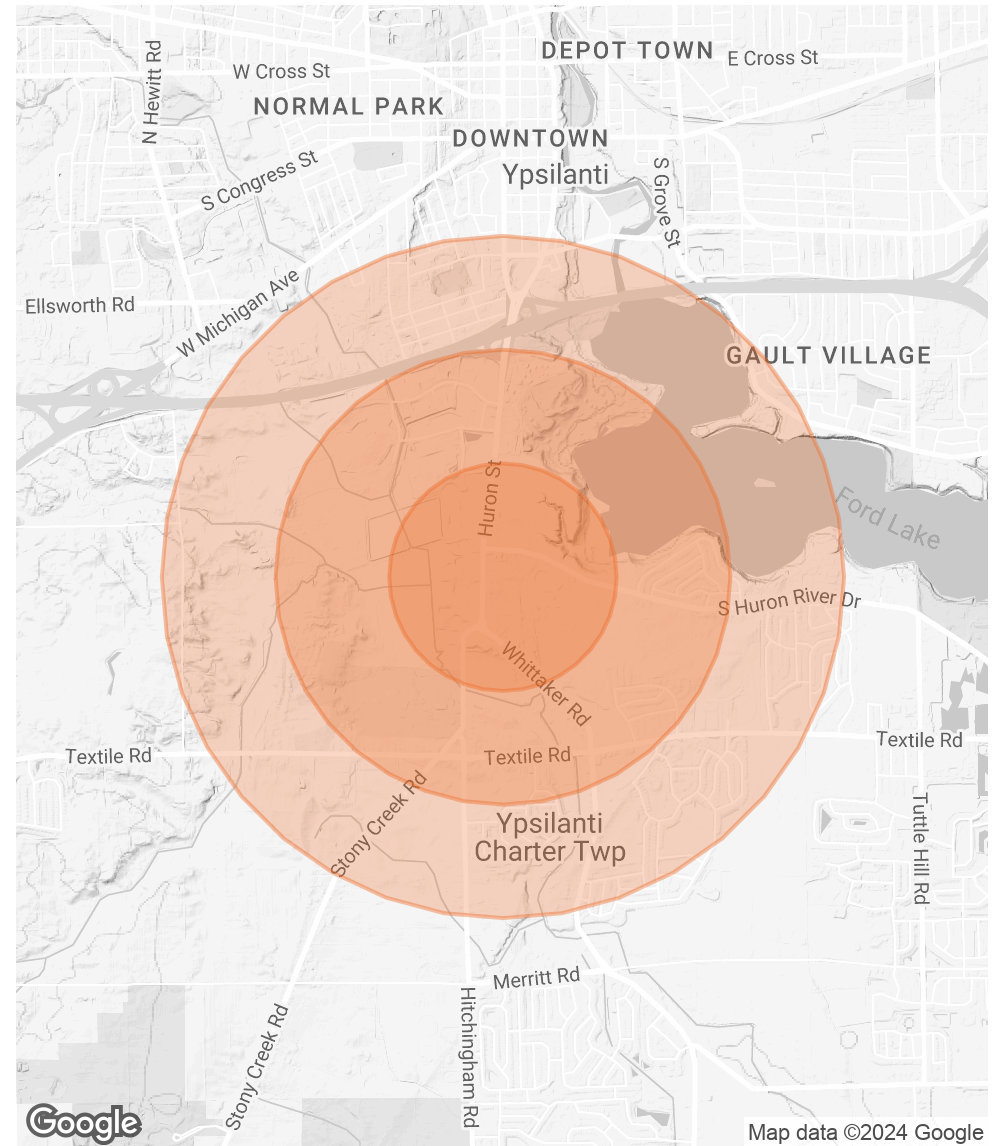 DEPOT TOWN
E Cross St
W Cross St
N Hewitt Rd
NORMAL PARK
DOWNTOWN
Ypsilanti
S Congress St
S Grove St
Ellsworth Rd
W Michigan Ave
GAULT VILLAGE
Huron St
Ford Lake
S Huron River Dr
Whittaker Rd
Textile Rd
Textile Rd
Textile Rd
Stony Creek Rd
Ypsilanti
Charter Twp
Tuttle Hill Rd
Merritt Rd
Hitchingham Rd
Stony Creek Rd
Google
Map data ©2024 Google